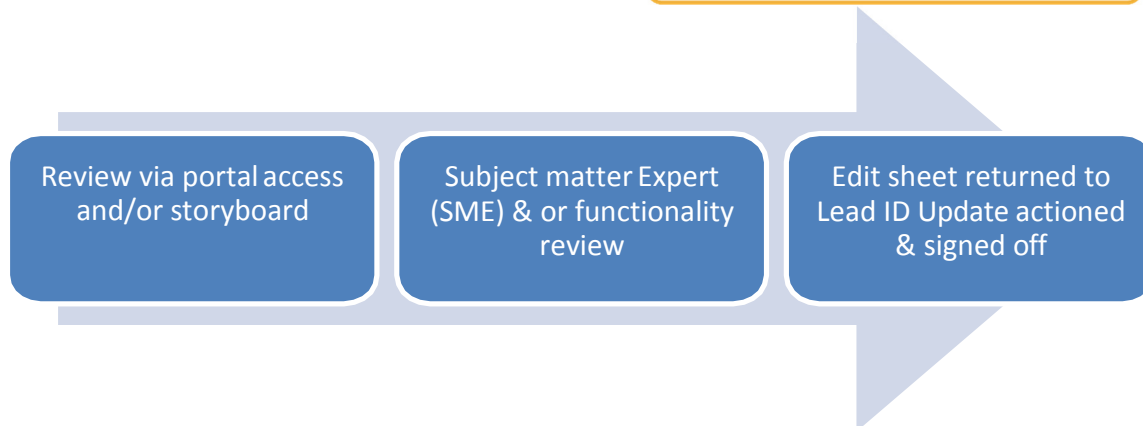 Review via portal access
and/or storyboard
Subject matter Expert
(SME) & or functionality
review
Edit sheet returned to
Lead ID Update actioned
& signed off